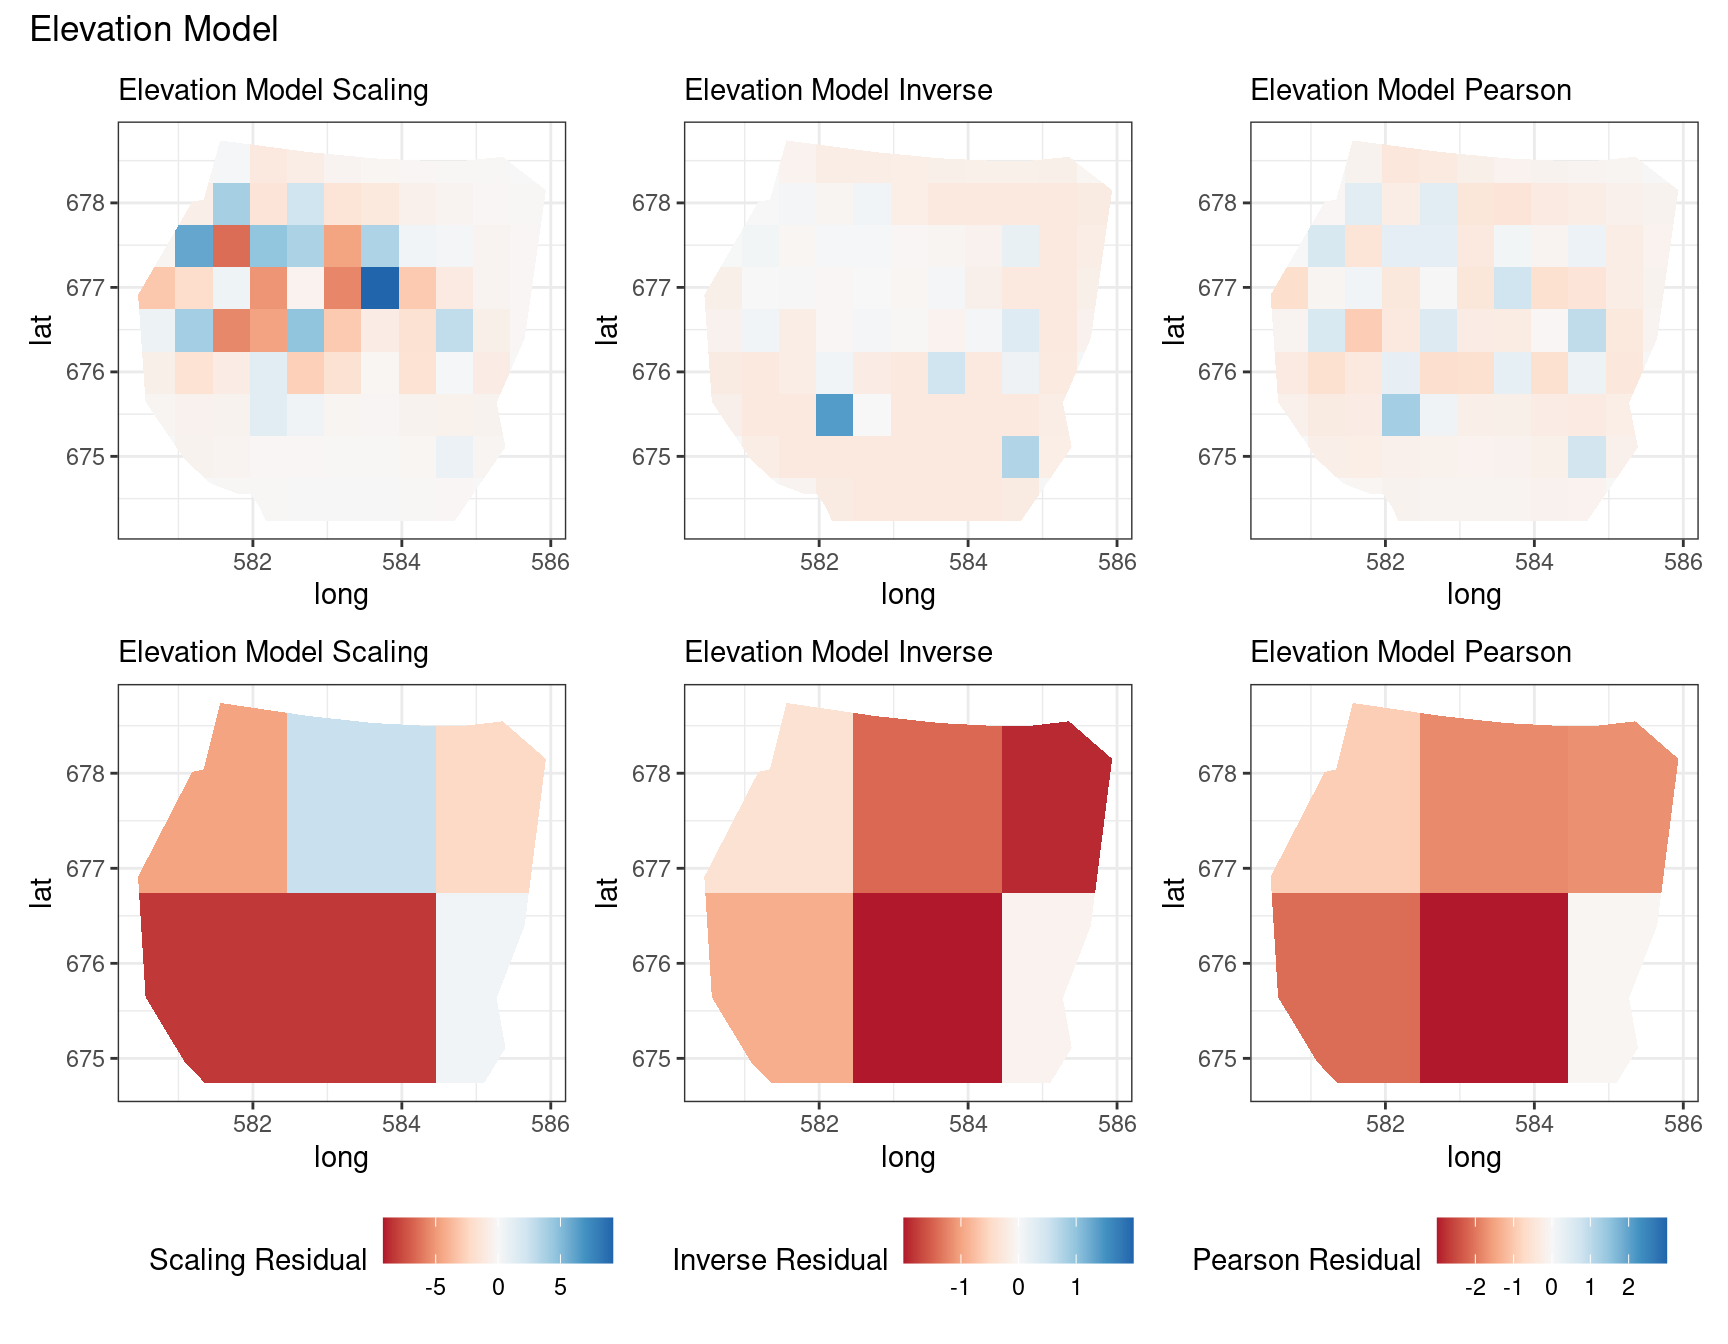 Elevation Model
Elevation Model Scaling
Elevation Model Inverse
Elevation Model Pearson
678
677
676
675
lat
582 584 586
long
678
677
676
675
lat
582 584 586
long
678
677
676
675
lat
582 584 586
long
Elevation Model Scaling
Elevation Model Inverse
Elevation Model Pearson
678
677
676
675
lat
582 584 586
long
678
677
676
675
lat
582 584 586
long
678
677
676
675
lat
582 584 586
long
Scaling Residual
-5 0 5
Inverse Residual
-1 0 1
Pearson Residual
-2 -1 0 1 2